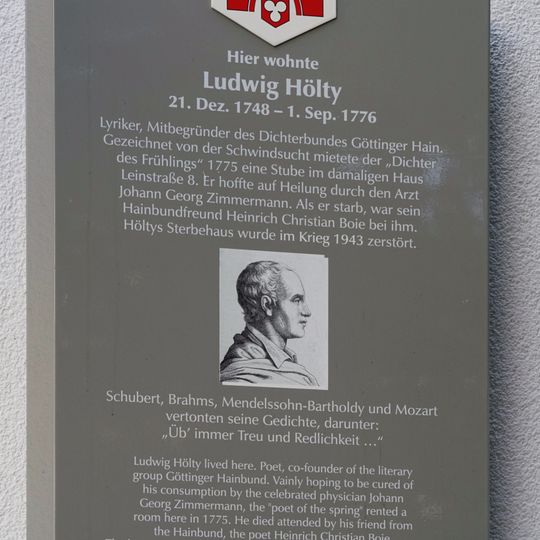 Hier wohnte
Ludwig Hölty
21. Dez. 1748 – 1. Sep. 1776
Lyriker, Mitbegründer des Dichterbundes Göttinger Hain.
Gezeichnet von der Schwindsucht mietete der „Dichter
des Frühlings“ 1775 eine Stube im damaligen Haus
Leinstraße 8. Er hoffte auf Heilung durch den Arzt
Johann Georg Zimmermann. Als er starb, war sein
Hainbundfreund Heinrich Christian Boie bei ihm.
Höltys Sterbehaus wurde im Krieg 1943 zerstört.
Schubert, Brahms, Mendelssohn-Bartholdy und Mozart
vertonten seine Gedichte, darunter:
„Üb’ immer Treu und Redlichkeit ...“
Ludwig Hölty lived here. Poet, co-founder of the literary
group Göttinger Hainbund. Vainly hoping to be cured of
his consumption by the celebrated physician Johann
Georg Zimmermann, the "poet of the spring" rented a
room here in 1775. He died attended by his friend from
the Hainbund, the poet Heinrich Christian Boie.